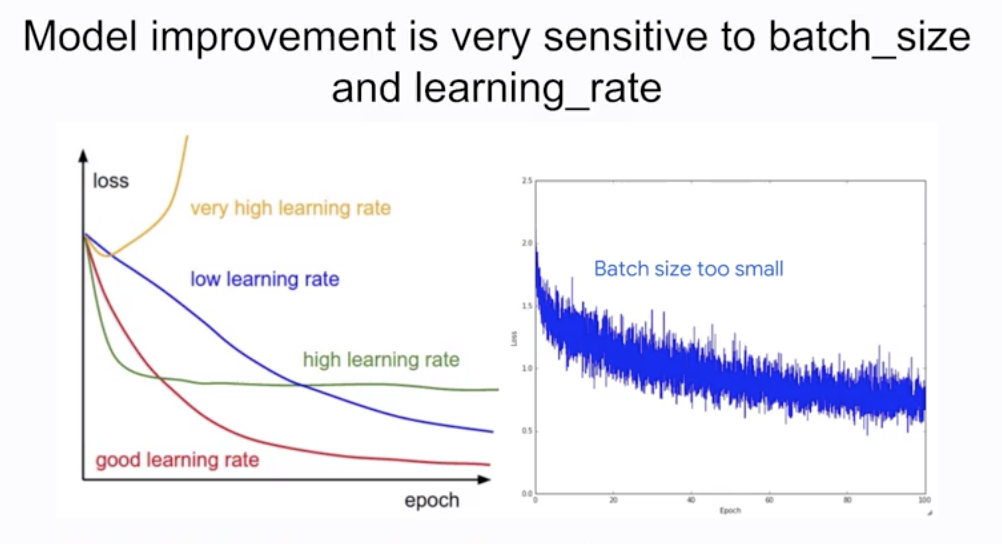 Model improvement is very sensitive to batch_size
and learning_rate
loss
very high learning rate
low learning rate
high learning rate
good learning rate
epoch
2.5
2.0
1.5
1.0
0.5
0.0
Loss
Batch size too small
0
20
40
60
80
100
Epoch